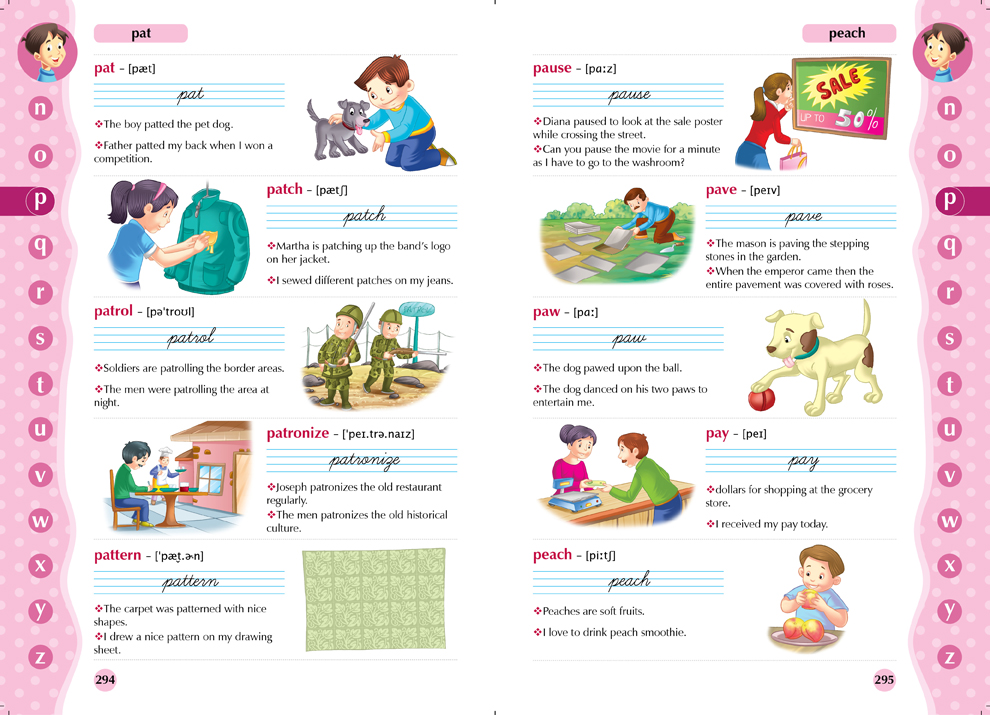 pat
pat – [pæt]
pat
❖The boy patted the pet dog.
❖Father patted my back when I won a
competition.
patch – [pætʃ]
patch
❖Martha is patching up the band's logo
on her jacket.
❖I sewed different patches on my jeans.
patrol – [pəˈtroʊl]
patrol
❖Soldiers are patrolling the border areas.
❖The men were patrolling the area at
night.
patronize – [ˈpeɪ.trə.naɪz]
patronize
❖Joseph patronizes the old restaurant
regularly.
❖The men patronizes the old historical
culture.
pattern – [ˈpæt̬.ɚn]
pattern
❖The carpet was patterned with nice
shapes.
❖I drew a nice pattern on my drawing
sheet.
294
n
o
p
q
r
s
t
u
v
w
x
y
z
peach
pause – [pɑːz]
pause
❖Diana paused to look at the sale poster
while crossing the street.
❖Can you pause the movie for a minute
as I have to go to the washroom?
SALE
UP TO 50%
pave – [peɪv]
pave
❖The mason is paving the stepping
stones in the garden.
❖When the emperor came then the
entire pavement was covered with roses.
paw – [pɑː]
paw
❖The dog pawed upon the ball.
❖The dog danced on his two paws to
entertain me.
pay – [peɪ]
pay
❖dollars for shopping at the grocery
store.
❖I received my pay today.
peach – [piːtʃ]
peach
❖Peaches are soft fruits.
❖I love to drink peach smoothie.
295
n
o
p
q
r
s
t
u
v
w
x
y
z